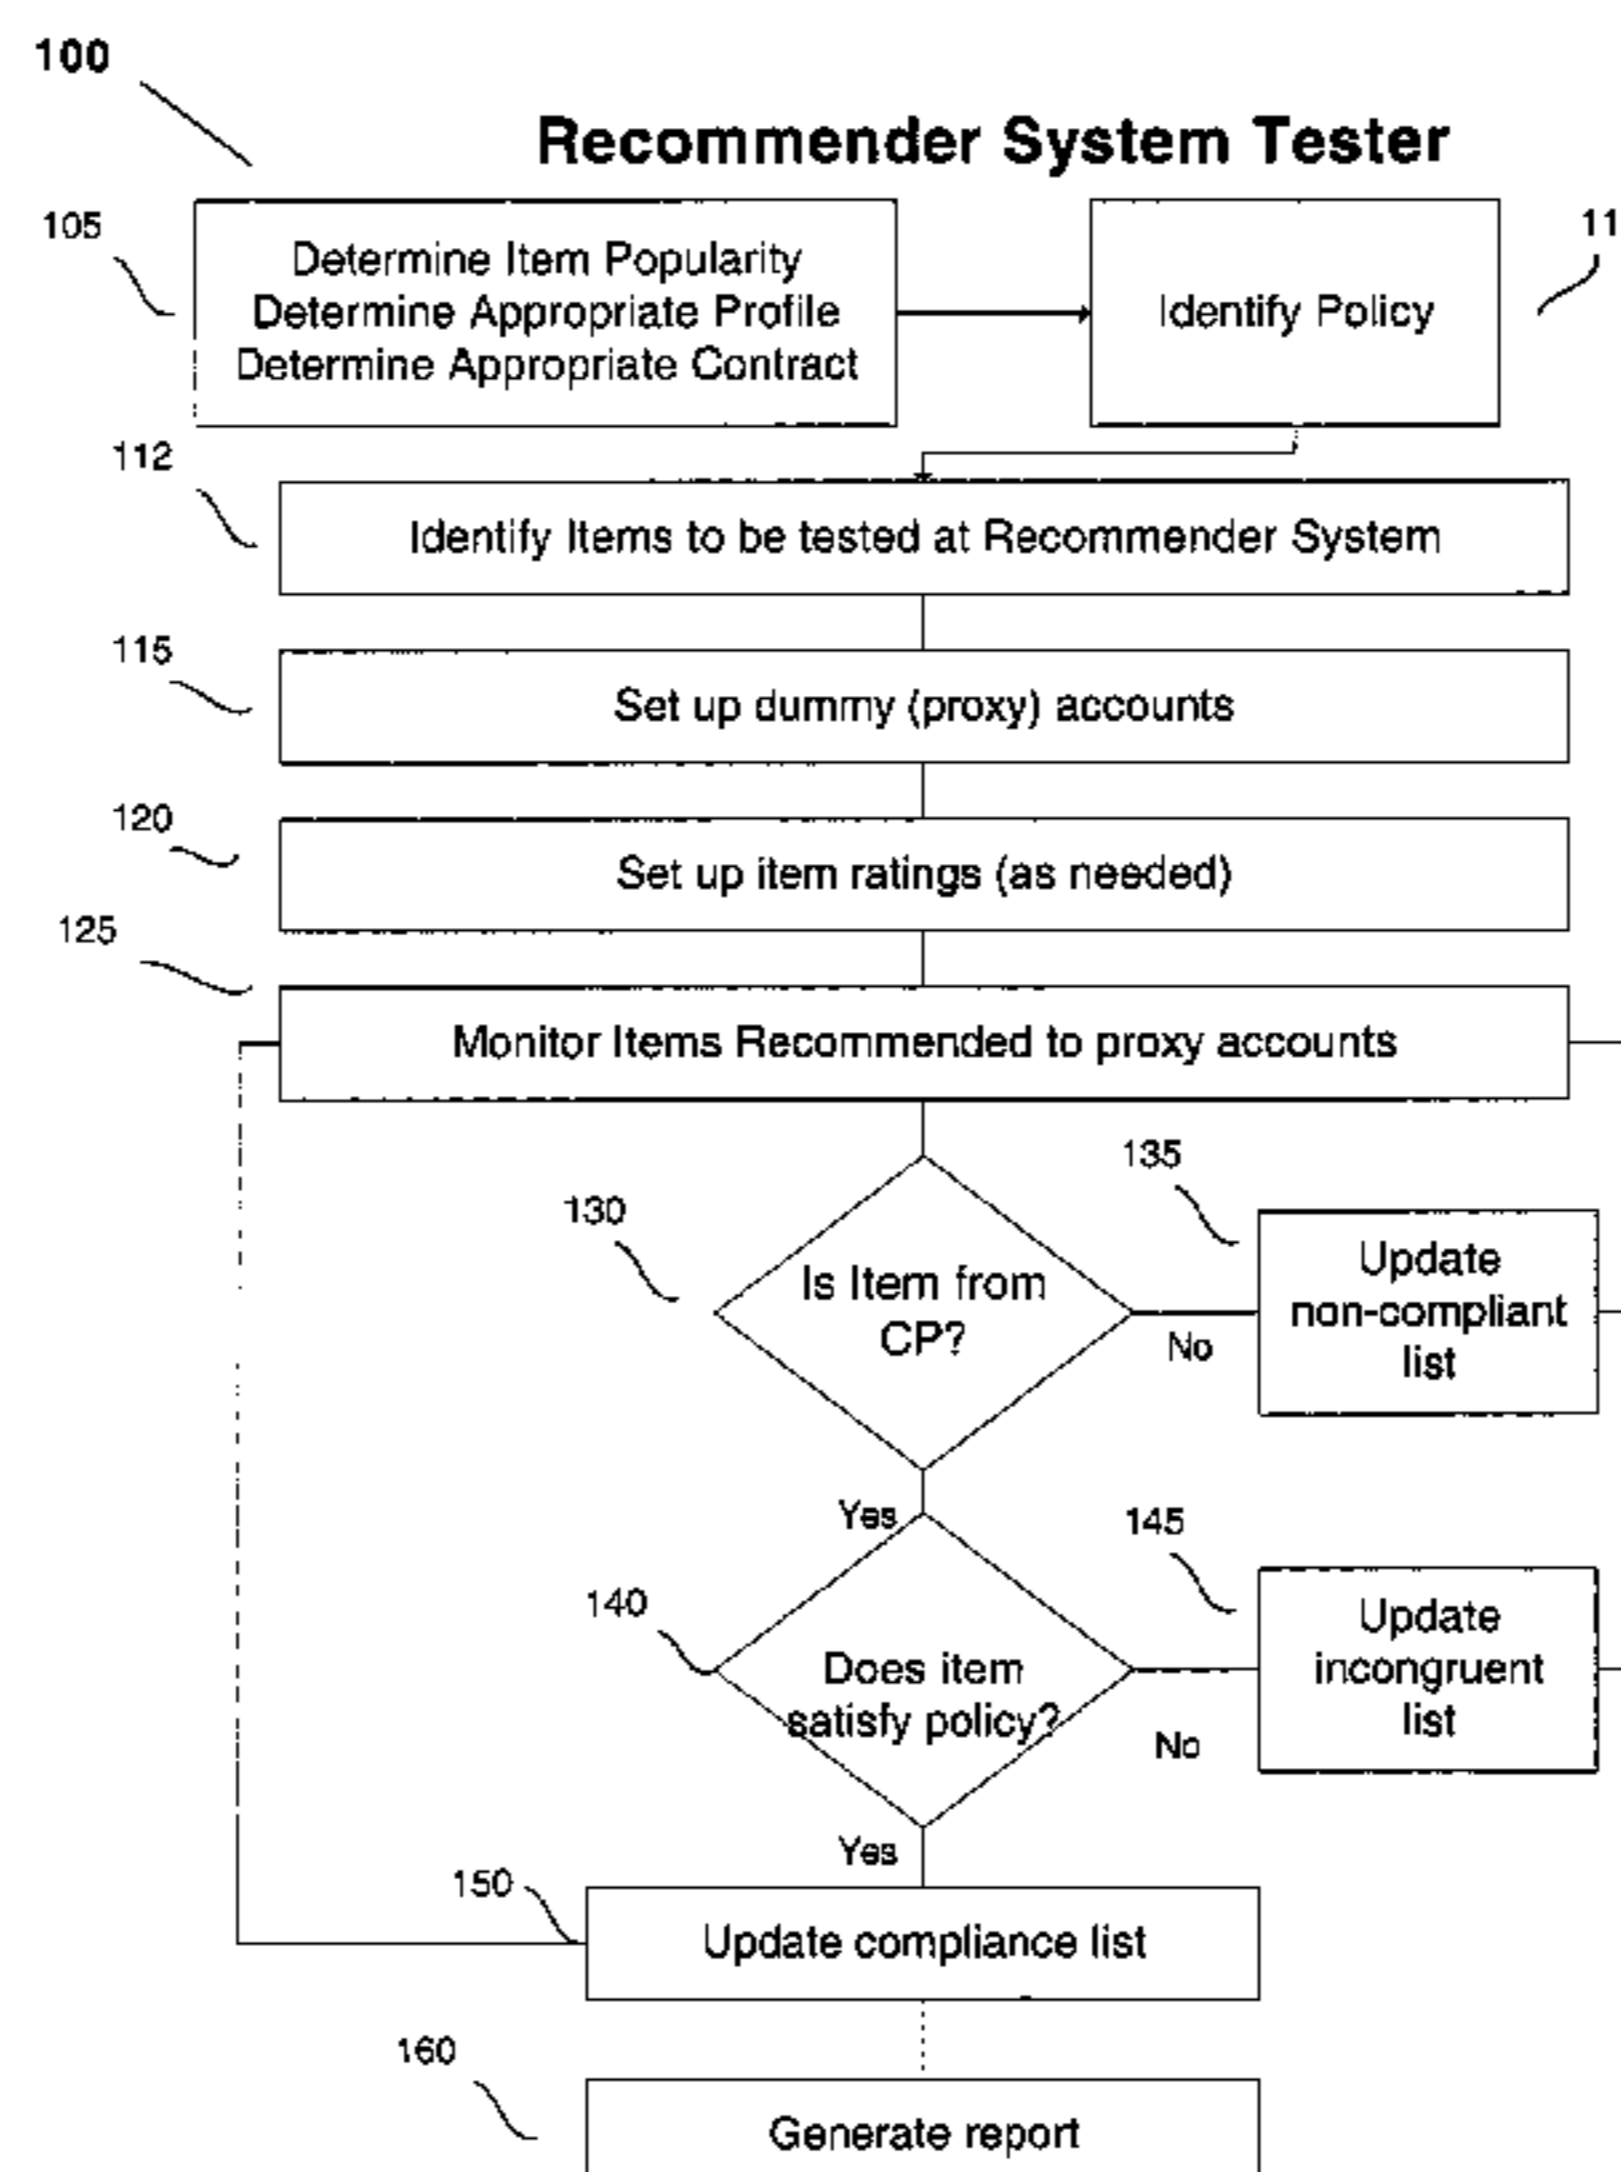 100
Recommender System Tester
105
Determine Item Popularity
Determine Appropriate Profile
Determine Appropriate Contract
Identify Policy
11
112
Identify Items to be tested at Recommender System
115
Set up dummy (proxy) accounts
120
Set up item ratings (as needed)
125
Monitor Items Recommended to proxy accounts
130
Is Item from
CP?
No
135
Update
non-compliant
list
Yes
140
Does item
satisfy policy?
No
145
Update
incongruent
list
Yes
150
Update compliance list
160
Generate report